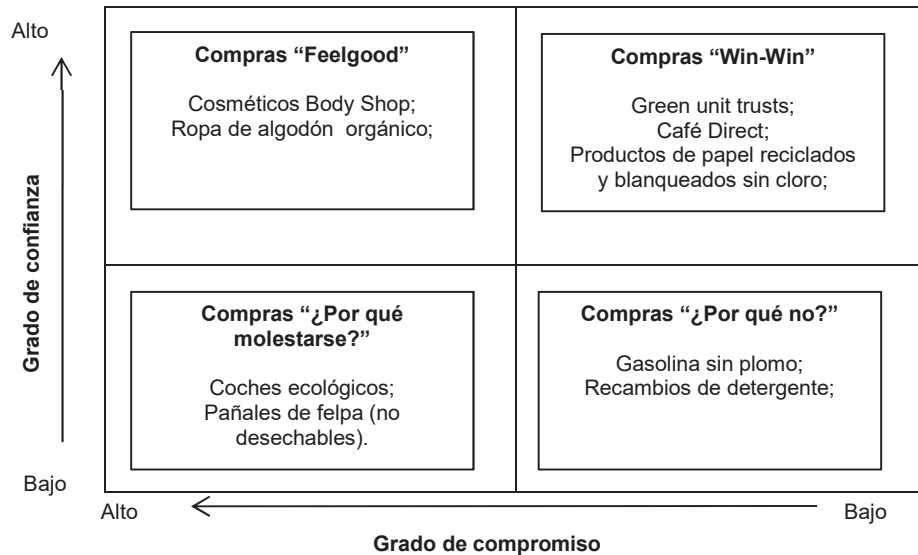 Alto
Grado de confianza
Bajo
Compras “Feelgood”
Cosméticos Body Shop;
Ropa de algodón orgánico;
Compras “Win-Win”
Green unit trusts;
Café Direct;
Productos de papel reciclados
y blanqueados sin cloro;
Compras “¿Por qué
molestarse?”
Coches ecológicos;
Pañales de felpa (no
desechables).
Compras “¿Por qué no?”
Gasolina sin plomo;
Recambios de detergente;
Alto
Bajo
Grado de compromiso